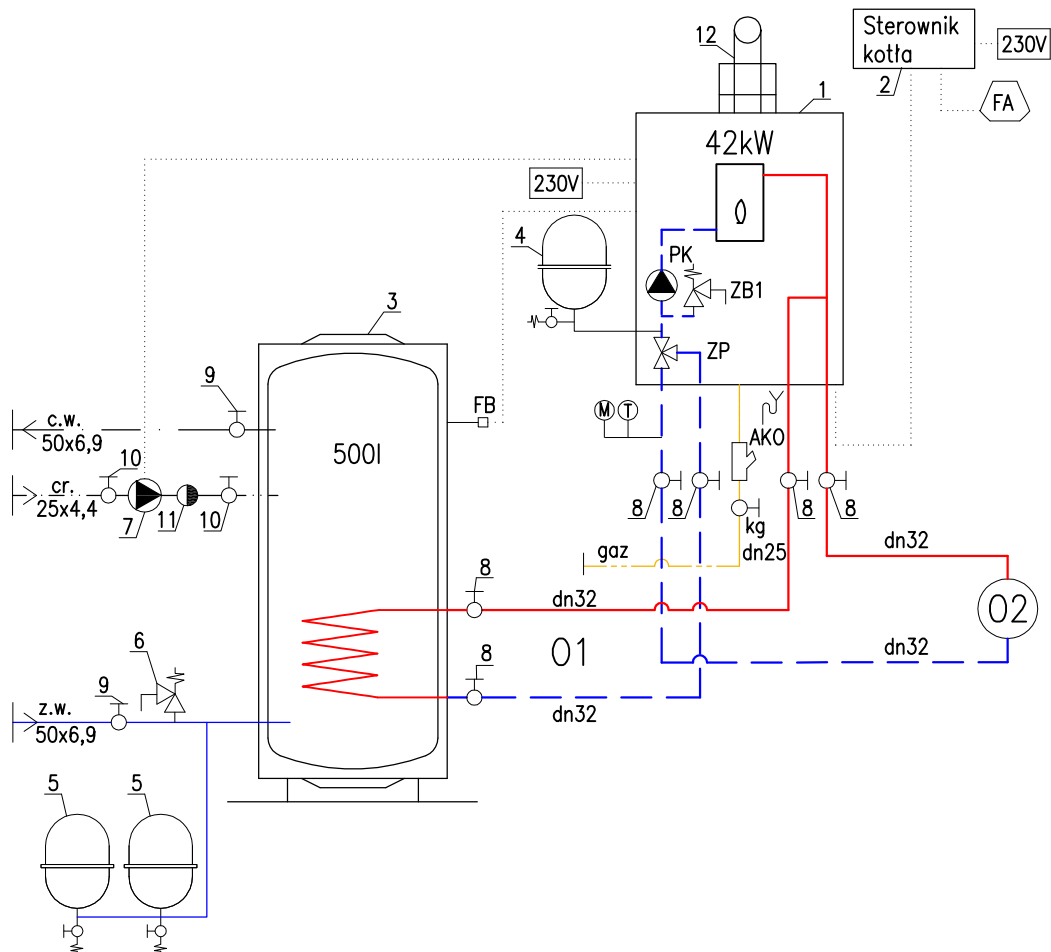 12
Sterownik
kotła
230V
2
1
FA
42kW
230V
4
PK
ZB1
ZP
3
9
FB
c.w.
50x6,9
M
T
AKO
500l
10
cr.
25x4,4
7
11
10
8
8
8
8
kg
dn25
gaz
dn32
8
dn32
O2
6
O1
8
dn32
9
z.w.
50x6,9
dn32
5
5